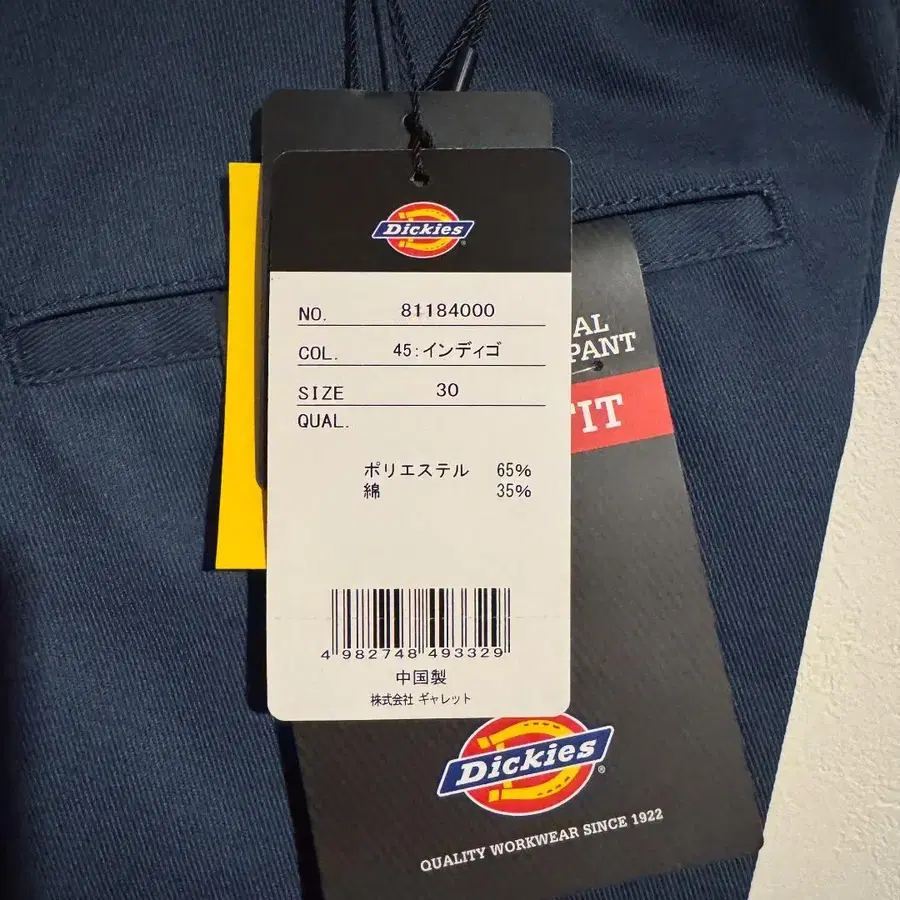 Dickies
NO. 81184000
COL. 45:インディゴ
SIZE 30
QUAL.
ポリエステル 65%
綿 35%
4 982748 493329
中国製
株式会社 ギャレット
AL
PANT
FIT
Dickies
QUALITY WORKWEAR SINCE 1922